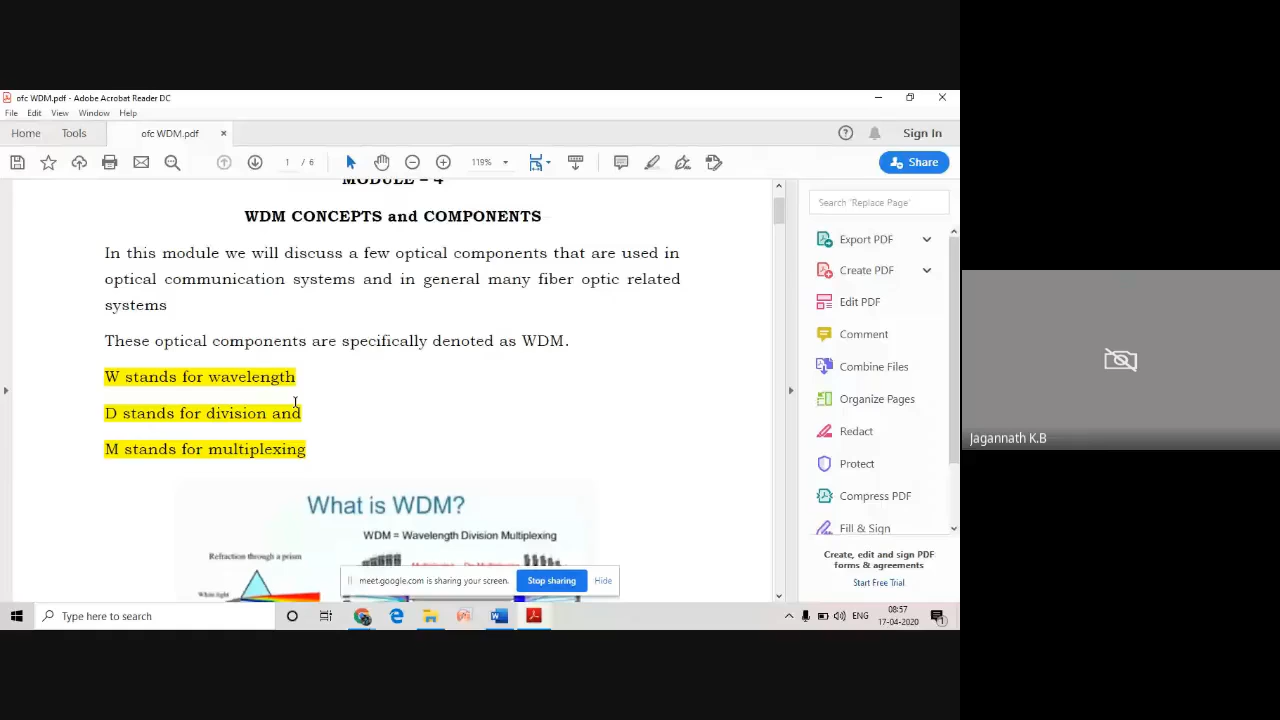 ofc WDM.pdf - Adobe Acrobat Reader DC
File Edit View Window Help
Home Tools ofc WDM.pdf × Sign In
1 / 6 119% Share
MODULE – 4
WDM CONCEPTS and COMPONENTS
In this module we will discuss a few optical components that are used in
optical communication systems and in general many fiber optic related
systems
These optical components are specifically denoted as WDM.
W stands for wavelength
D stands for division and
M stands for multiplexing
What is WDM?
WDM = Wavelength Division Multiplexing
Refraction through a prism
White light
meet.google.com is sharing your screen. Stop sharing Hide
Search 'Replace Page'
Export PDF
Create PDF
Edit PDF
Comment
Combine Files
Organize Pages
Redact
Protect
Compress PDF
Fill & Sign
Create, edit and sign PDF
forms & agreements
Start Free Trial
Type here to search
ENG
08:57
17-04-2020
1
Jagannath K.B